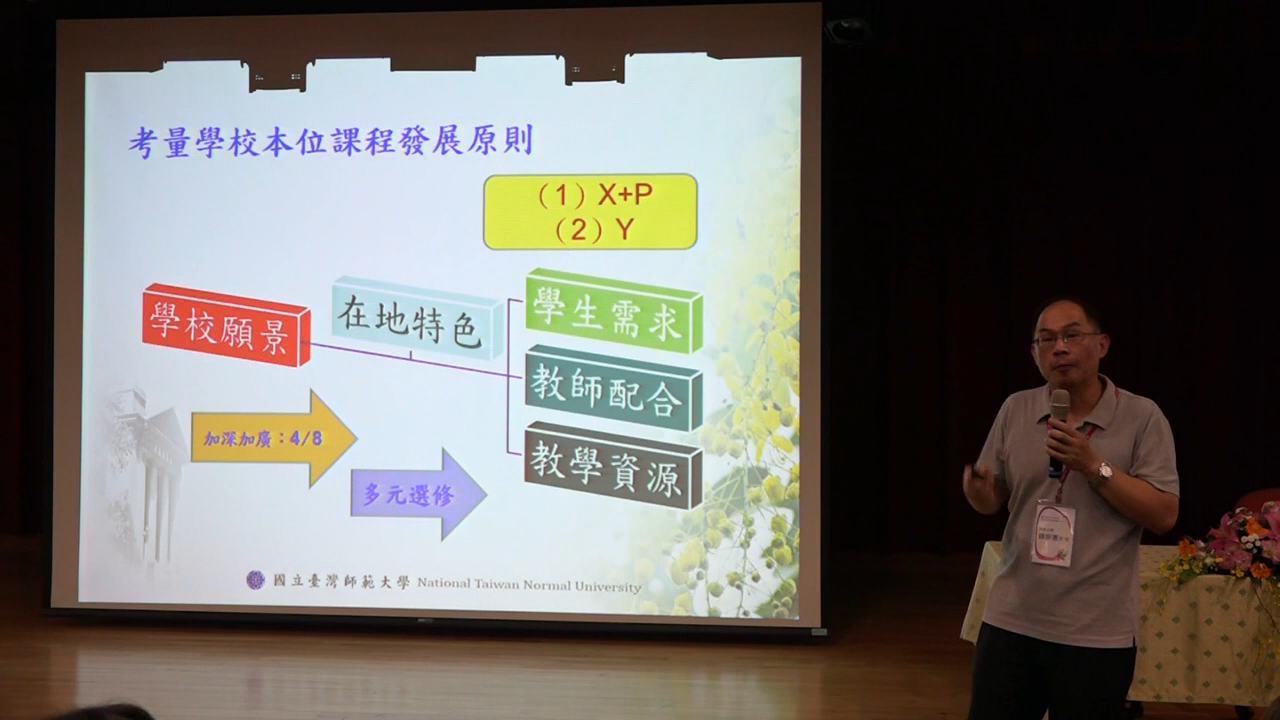 考量學校本位課程發展原則
（1）X+P
（2）Y
學校願景
在地特色
學生需求
教師配合
教學資源
加深加廣：4/8
多元選修
國立臺灣師範大學 National Taiwan Normal University